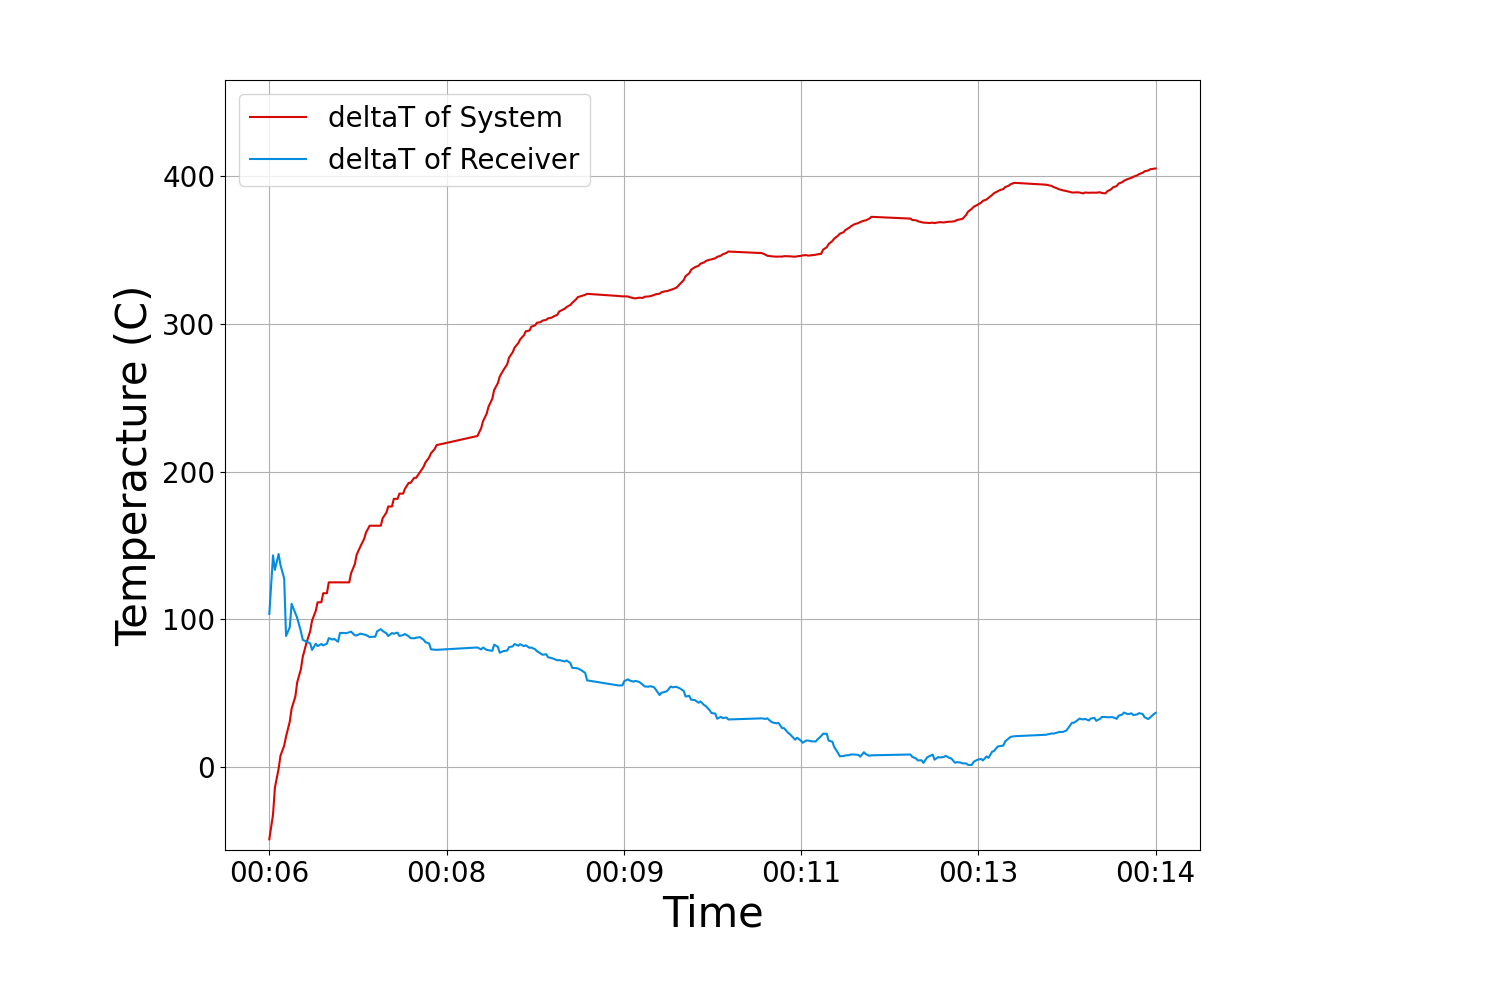 deltaT of System
deltaT of Receiver
Temperacture (C)
400
300
200
100
0
00:06 00:08 00:09 00:11 00:13 00:14
Time